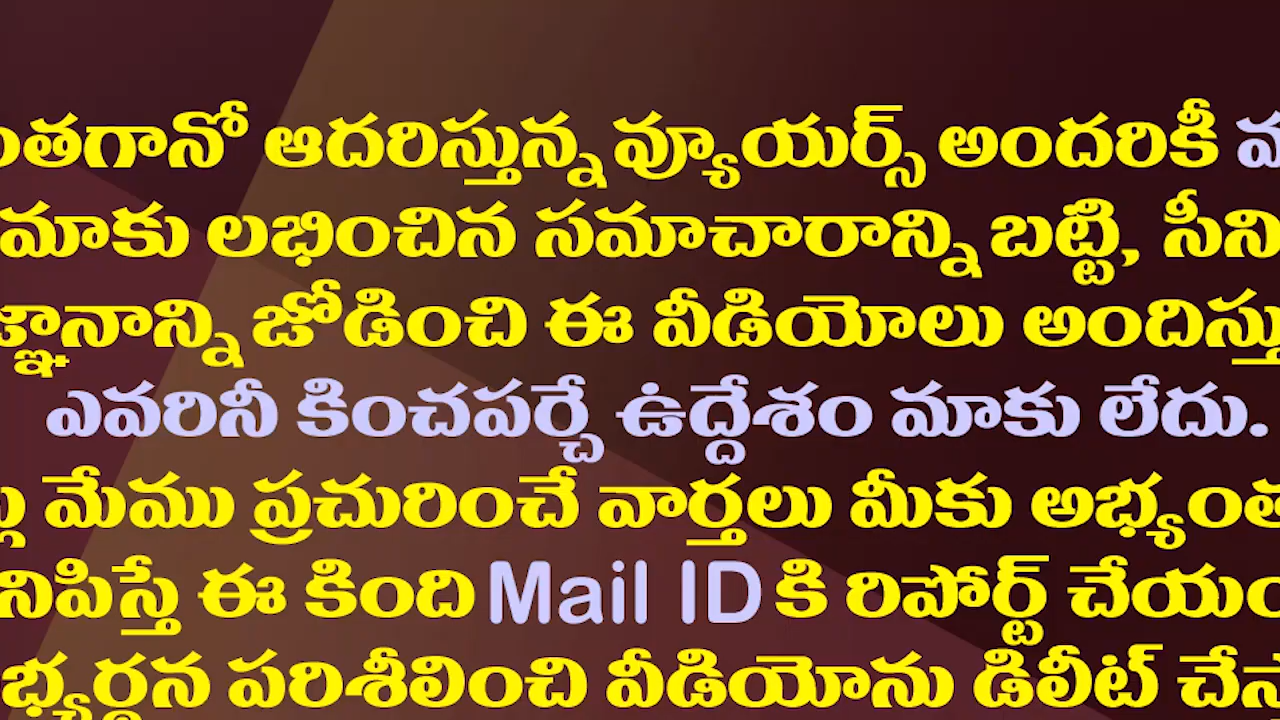 ఆదరిస్తున్న వ్యూయర్స్ అందరికీ
మాకు లభించిన సమాచారాన్ని బట్టి,
జోడించి ఈ వీడియోలు
ఎవరినీ కించపర్చే ఉద్దేశం మాకు లేదు.
మేము ప్రచురించే వార్తలు మీకు
ఈ కింది Mail ID కి రిపోర్ట్
పరిశీలించి వీడియోను డిలీట్